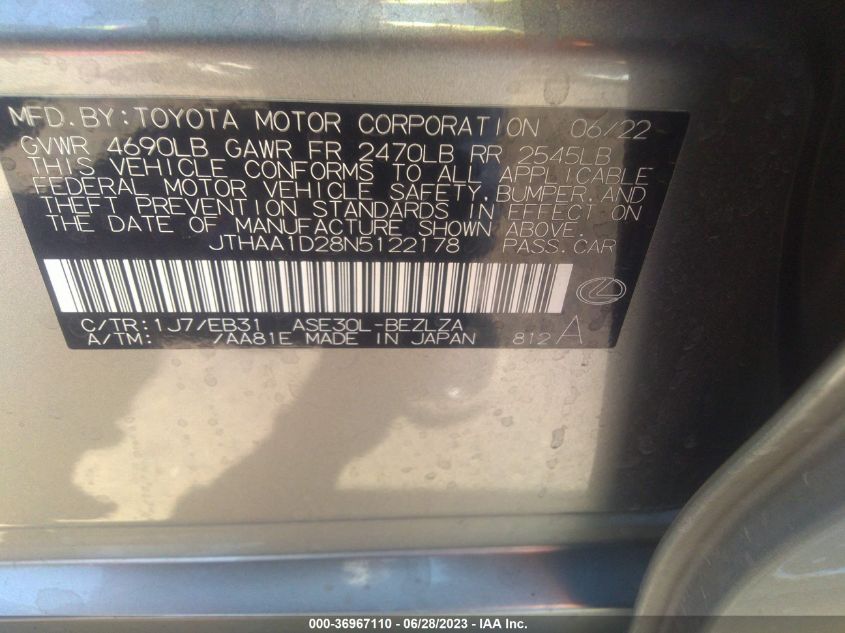 MFD. BY: TOYOTA MOTOR CORPORATION 06/22
GVWR 4690LB GAWR FR 2470LB RR 2545LB
THIS VEHICLE CONFORMS TO ALL APPLICABLE
FEDERAL MOTOR VEHICLE SAFETY, BUMPER, AND
THEFT PREVENTION STANDARDS IN EFFECT ON
THE DATE OF MANUFACTURE SHOWN ABOVE.
JTHAA1D28N5122178 PASS. CAR
C/TR: 1J7/EB31 ASE30L-BEZLZA
A/TM: /AA81E MADE IN JAPAN 812 A
000-36967110 - 06/28/2023 - IAA Inc.